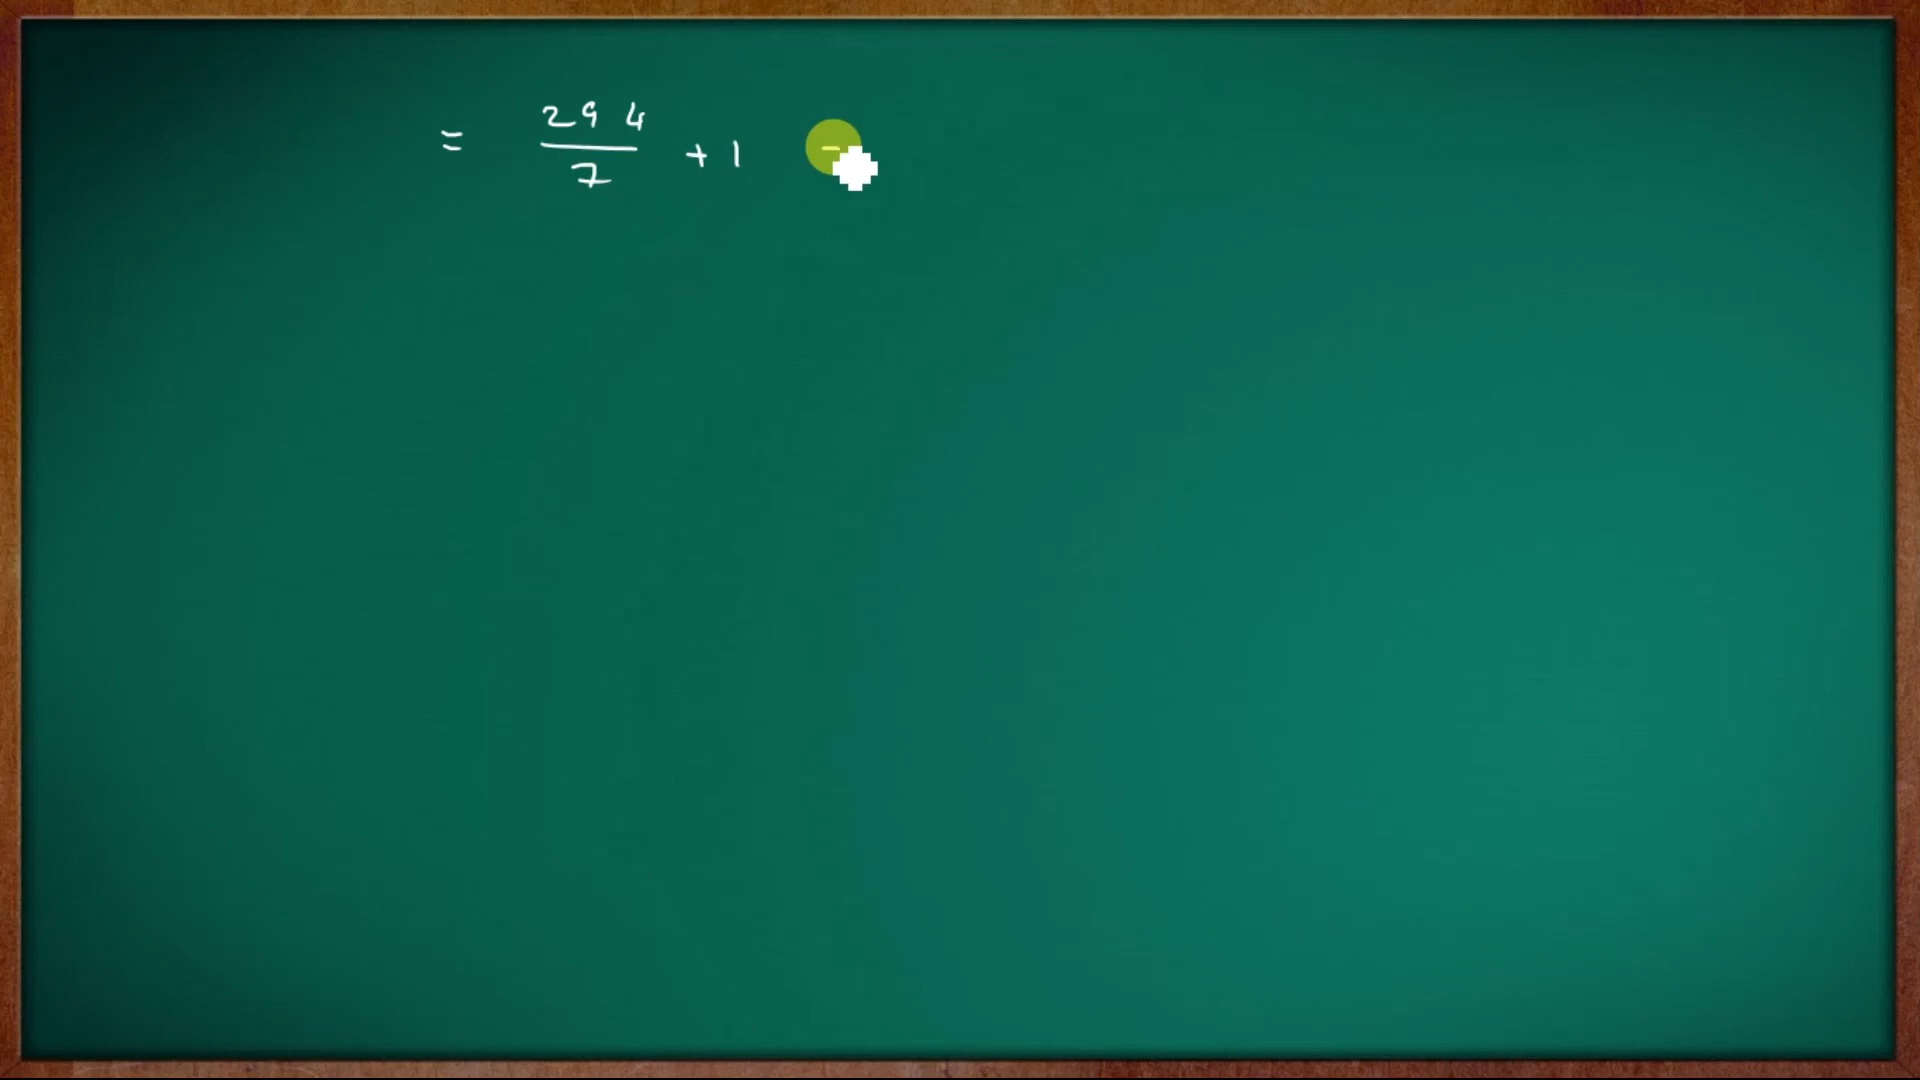 = 294/7 + 1 -